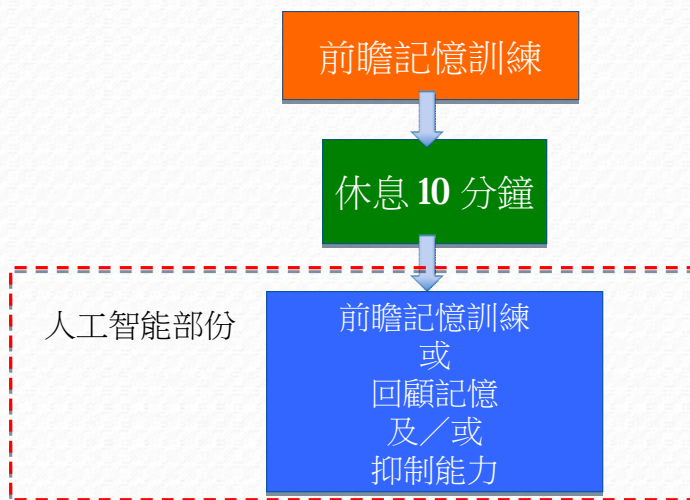 前瞻記憶訓練
休息 10 分鐘
人工智能部份
前瞻記憶訓練
或
回顧記憶
及／或
抑制能力